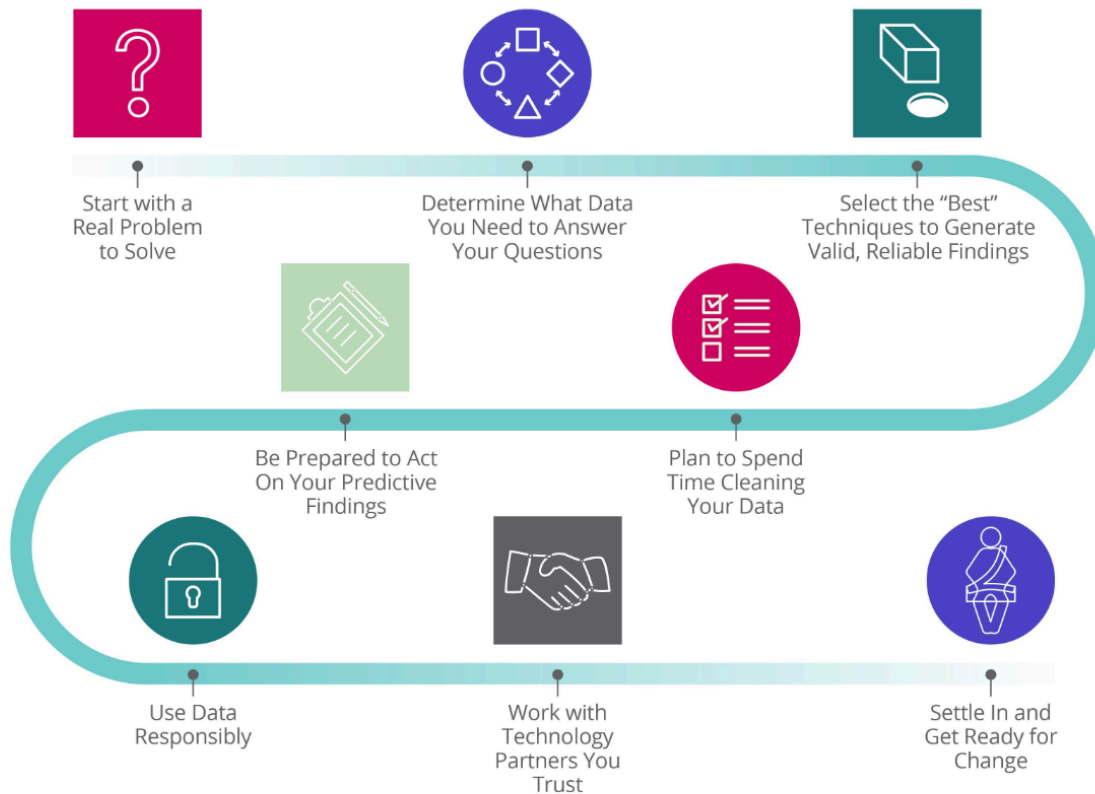 Start with a
Real Problem
to Solve
Determine What Data
You Need to Answer
Your Questions
Select the “Best”
Techniques to Generate
Valid, Reliable Findings
Plan to Spend
Time Cleaning
Your Data
Be Prepared to Act
On Your Predictive
Findings
Use Data
Responsibly
Work with
Technology
Partners You
Trust
Settle In and
Get Ready for
Change